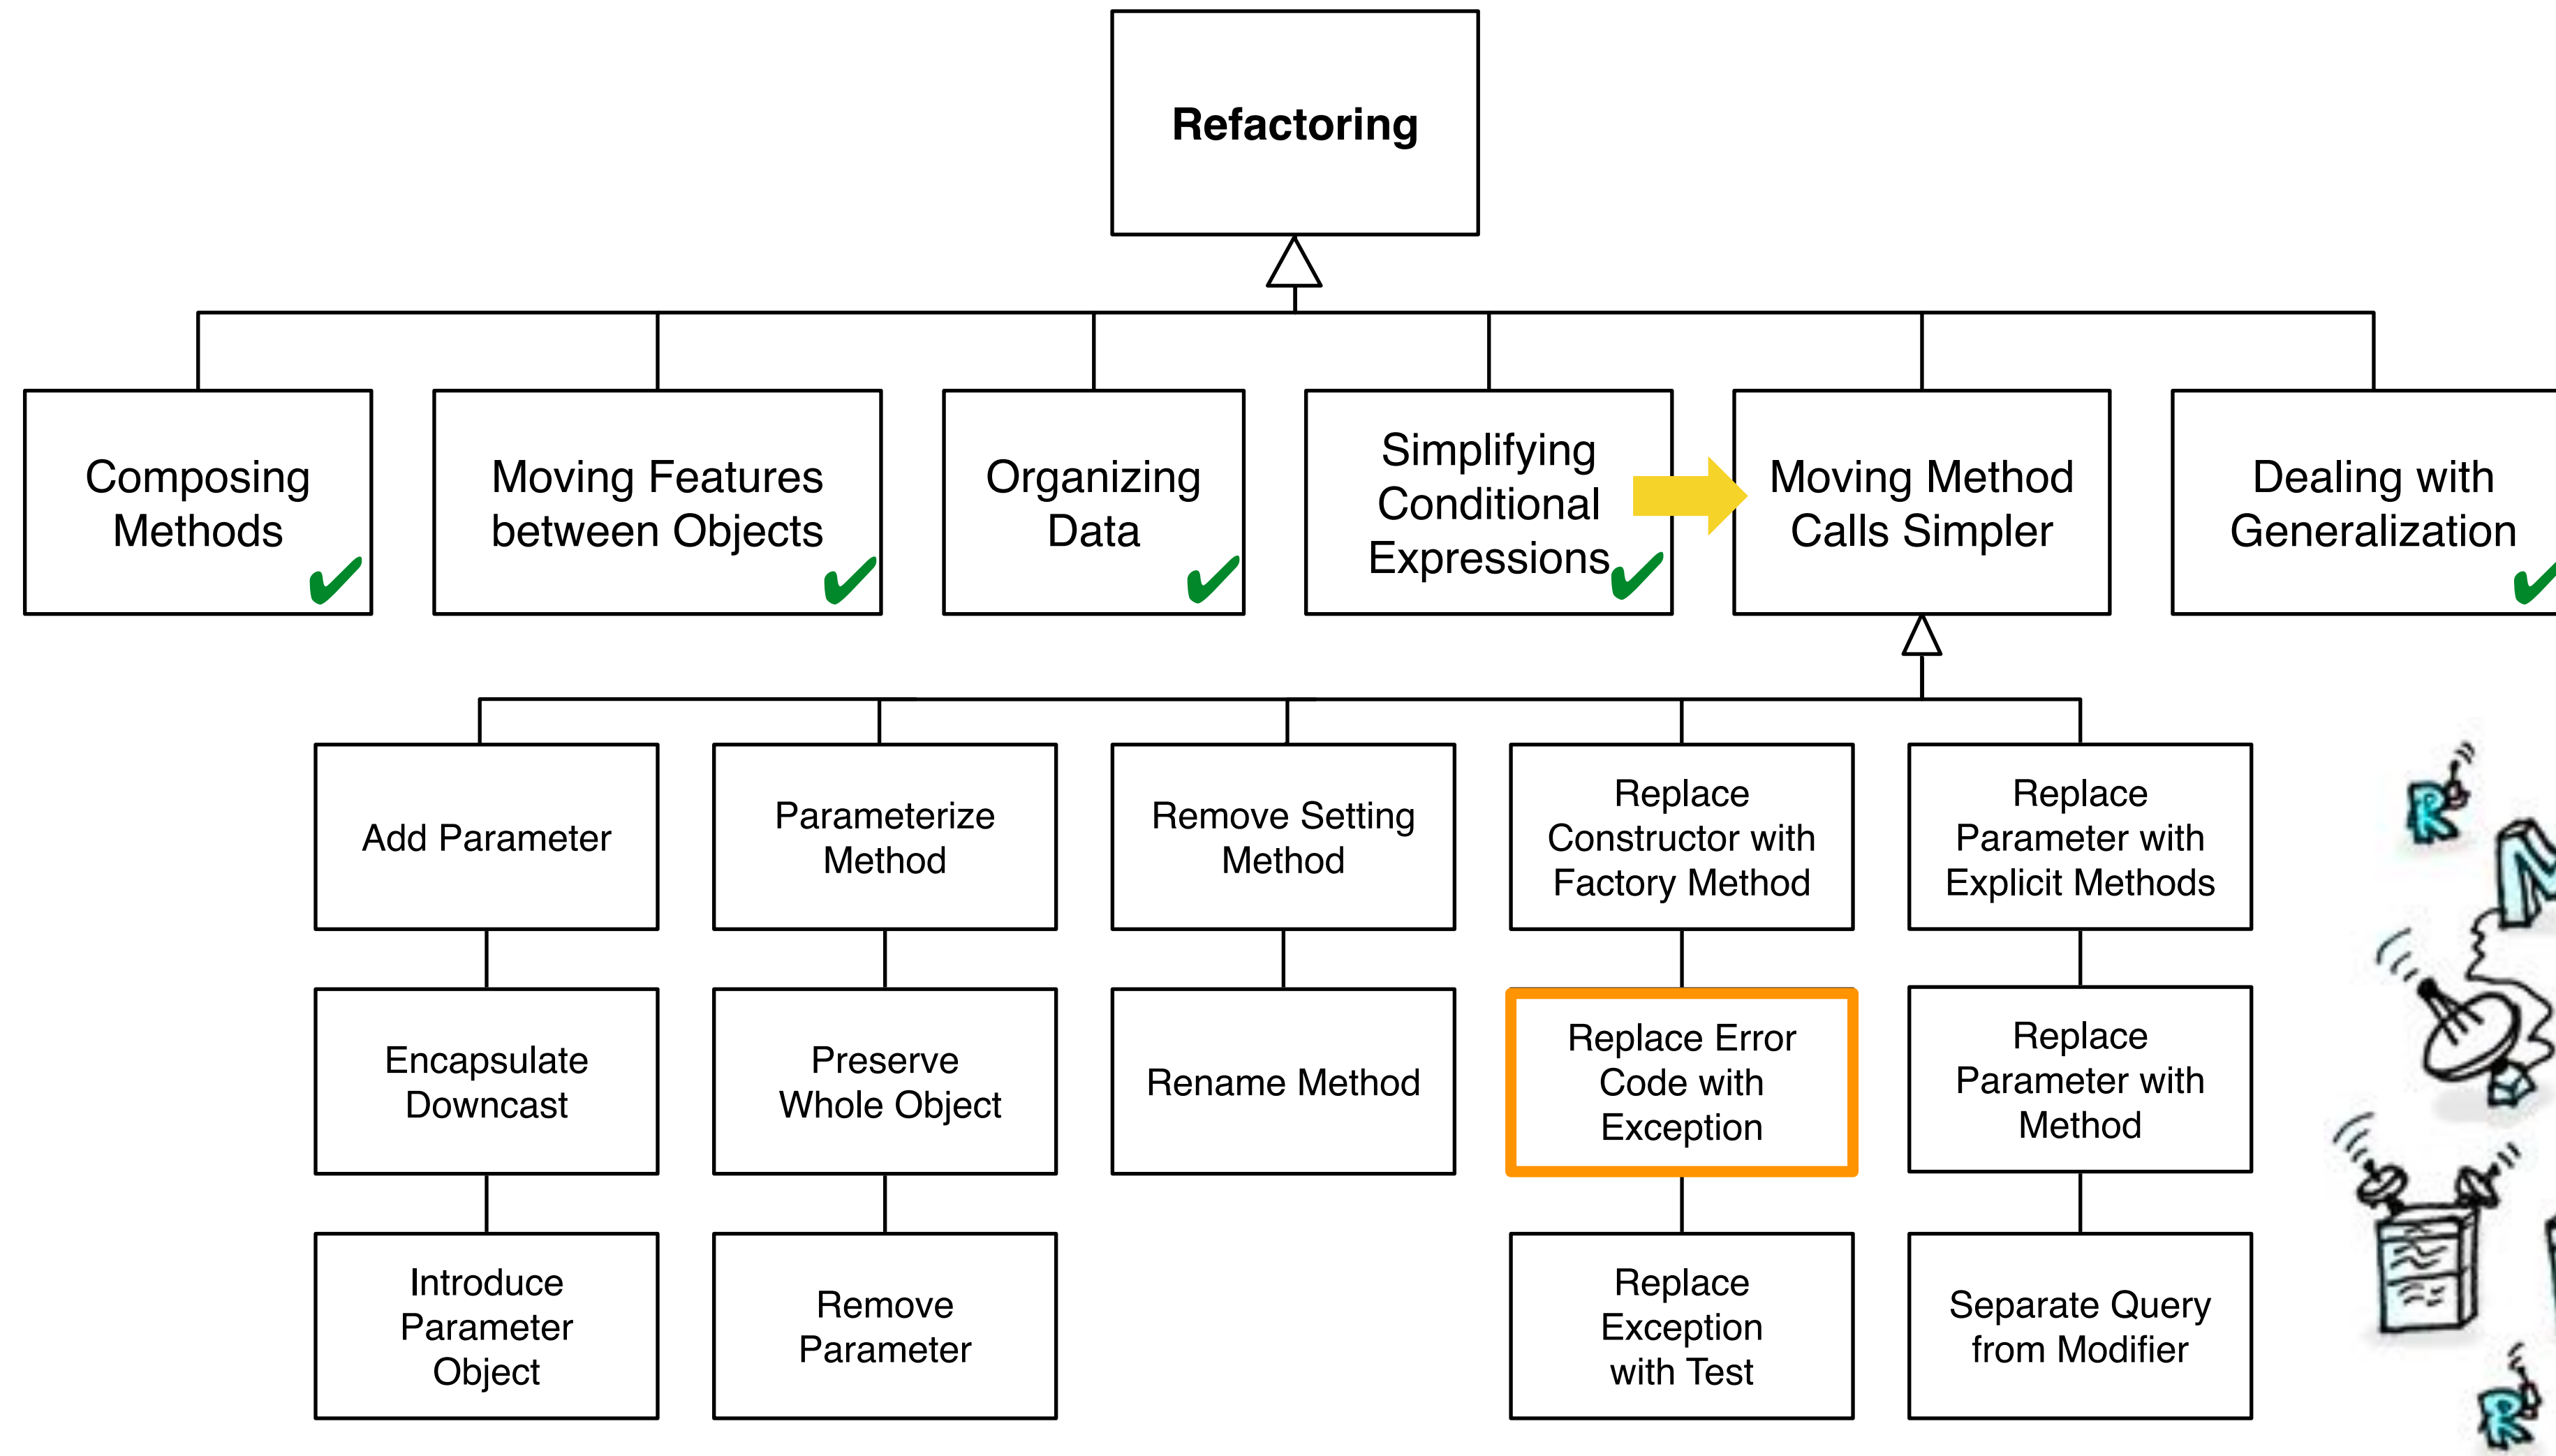 Refactoring
Composing
Methods
Moving Features
between Objects
Organizing
Data
Simplifying
Conditional
Expressions
Moving Method
Calls Simpler
Dealing with
Generalization
Add Parameter
Parameterize
Method
Remove Setting
Method
Replace
Constructor with
Factory Method
Replace
Parameter with
Explicit Methods
Encapsulate
Downcast
Preserve
Whole Object
Rename Method
Replace Error
Code with
Exception
Replace
Parameter with
Method
Introduce
Parameter
Object
Remove
Parameter
Replace
Exception
with Test
Separate Query
from Modifier
R
M
R